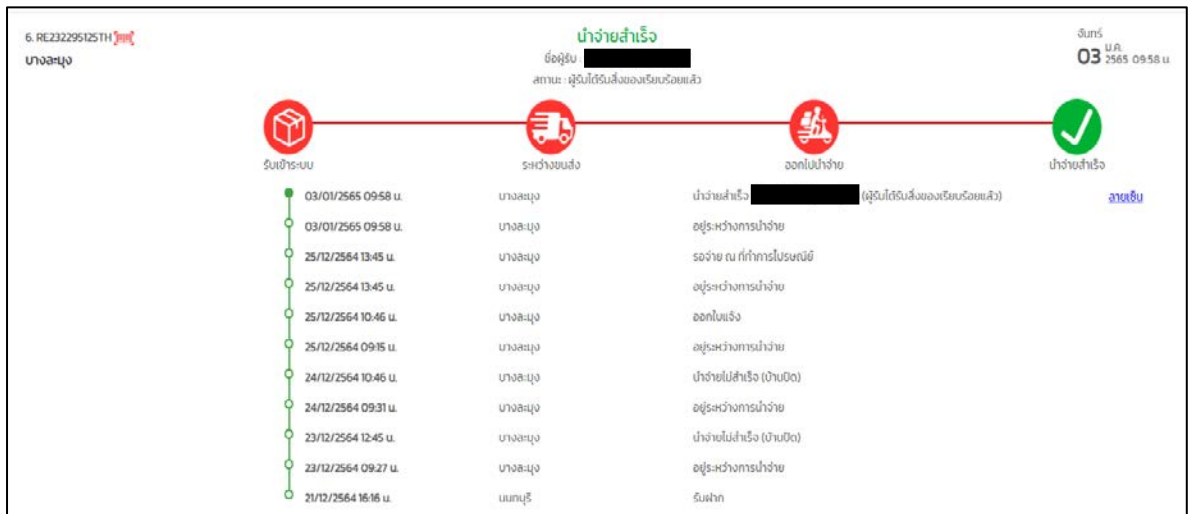 6. RE232295125TH
บางละมุง
นำจ่ายสำเร็จ
ชื่อผู้รับ :
สถานะ : ผู้รับได้รับสิ่งของเรียบร้อยแล้ว
จันทร์
03 ม.ค. 2565 09:58 น.
รับเข้าระบบ ระหว่างขนส่ง ออกไปนำจ่าย นำจ่ายสำเร็จ
03/01/2565 09:58 น. บางละมุง นำจ่ายสำเร็จ (ผู้รับได้รับสิ่งของเรียบร้อยแล้ว) ลายเซ็น
03/01/2565 09:58 น. บางละมุง อยู่ระหว่างการนำจ่าย
25/12/2564 13:45 น. บางละมุง รอจ่าย ณ ที่ทำการไปรษณีย์
25/12/2564 13:45 น. บางละมุง อยู่ระหว่างการนำจ่าย
25/12/2564 10:46 น. บางละมุง ออกใบแจ้ง
25/12/2564 09:15 น. บางละมุง อยู่ระหว่างการนำจ่าย
24/12/2564 10:46 น. บางละมุง นำจ่ายไม่สำเร็จ (บ้านปิด)
24/12/2564 09:31 น. บางละมุง อยู่ระหว่างการนำจ่าย
23/12/2564 12:45 น. บางละมุง นำจ่ายไม่สำเร็จ (บ้านปิด)
23/12/2564 09:27 น. บางละมุง อยู่ระหว่างการนำจ่าย
21/12/2564 16:16 น. นนทบุรี รับฝาก